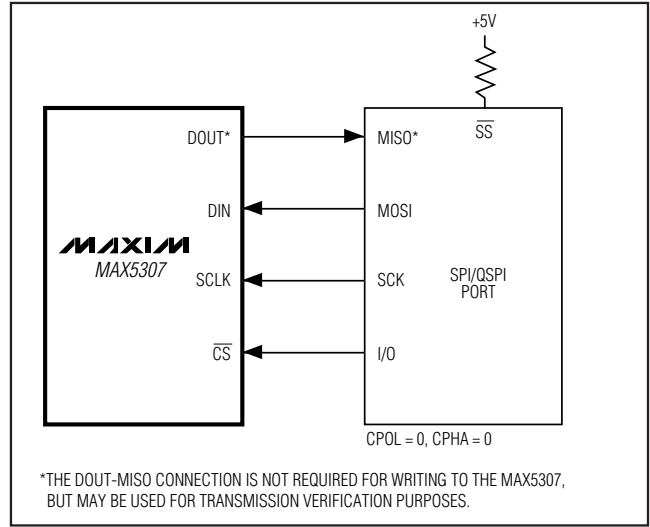 +5V
DOUT* MISO* SS
DIN MOSI
MAXIM
MAX5307
SCLK SCK SPI/QSPI
PORT
CS I/O
CPOL = 0, CPHA = 0
*THE DOUT-MISO CONNECTION IS NOT REQUIRED FOR WRITING TO THE MAX5307,
BUT MAY BE USED FOR TRANSMISSION VERIFICATION PURPOSES.